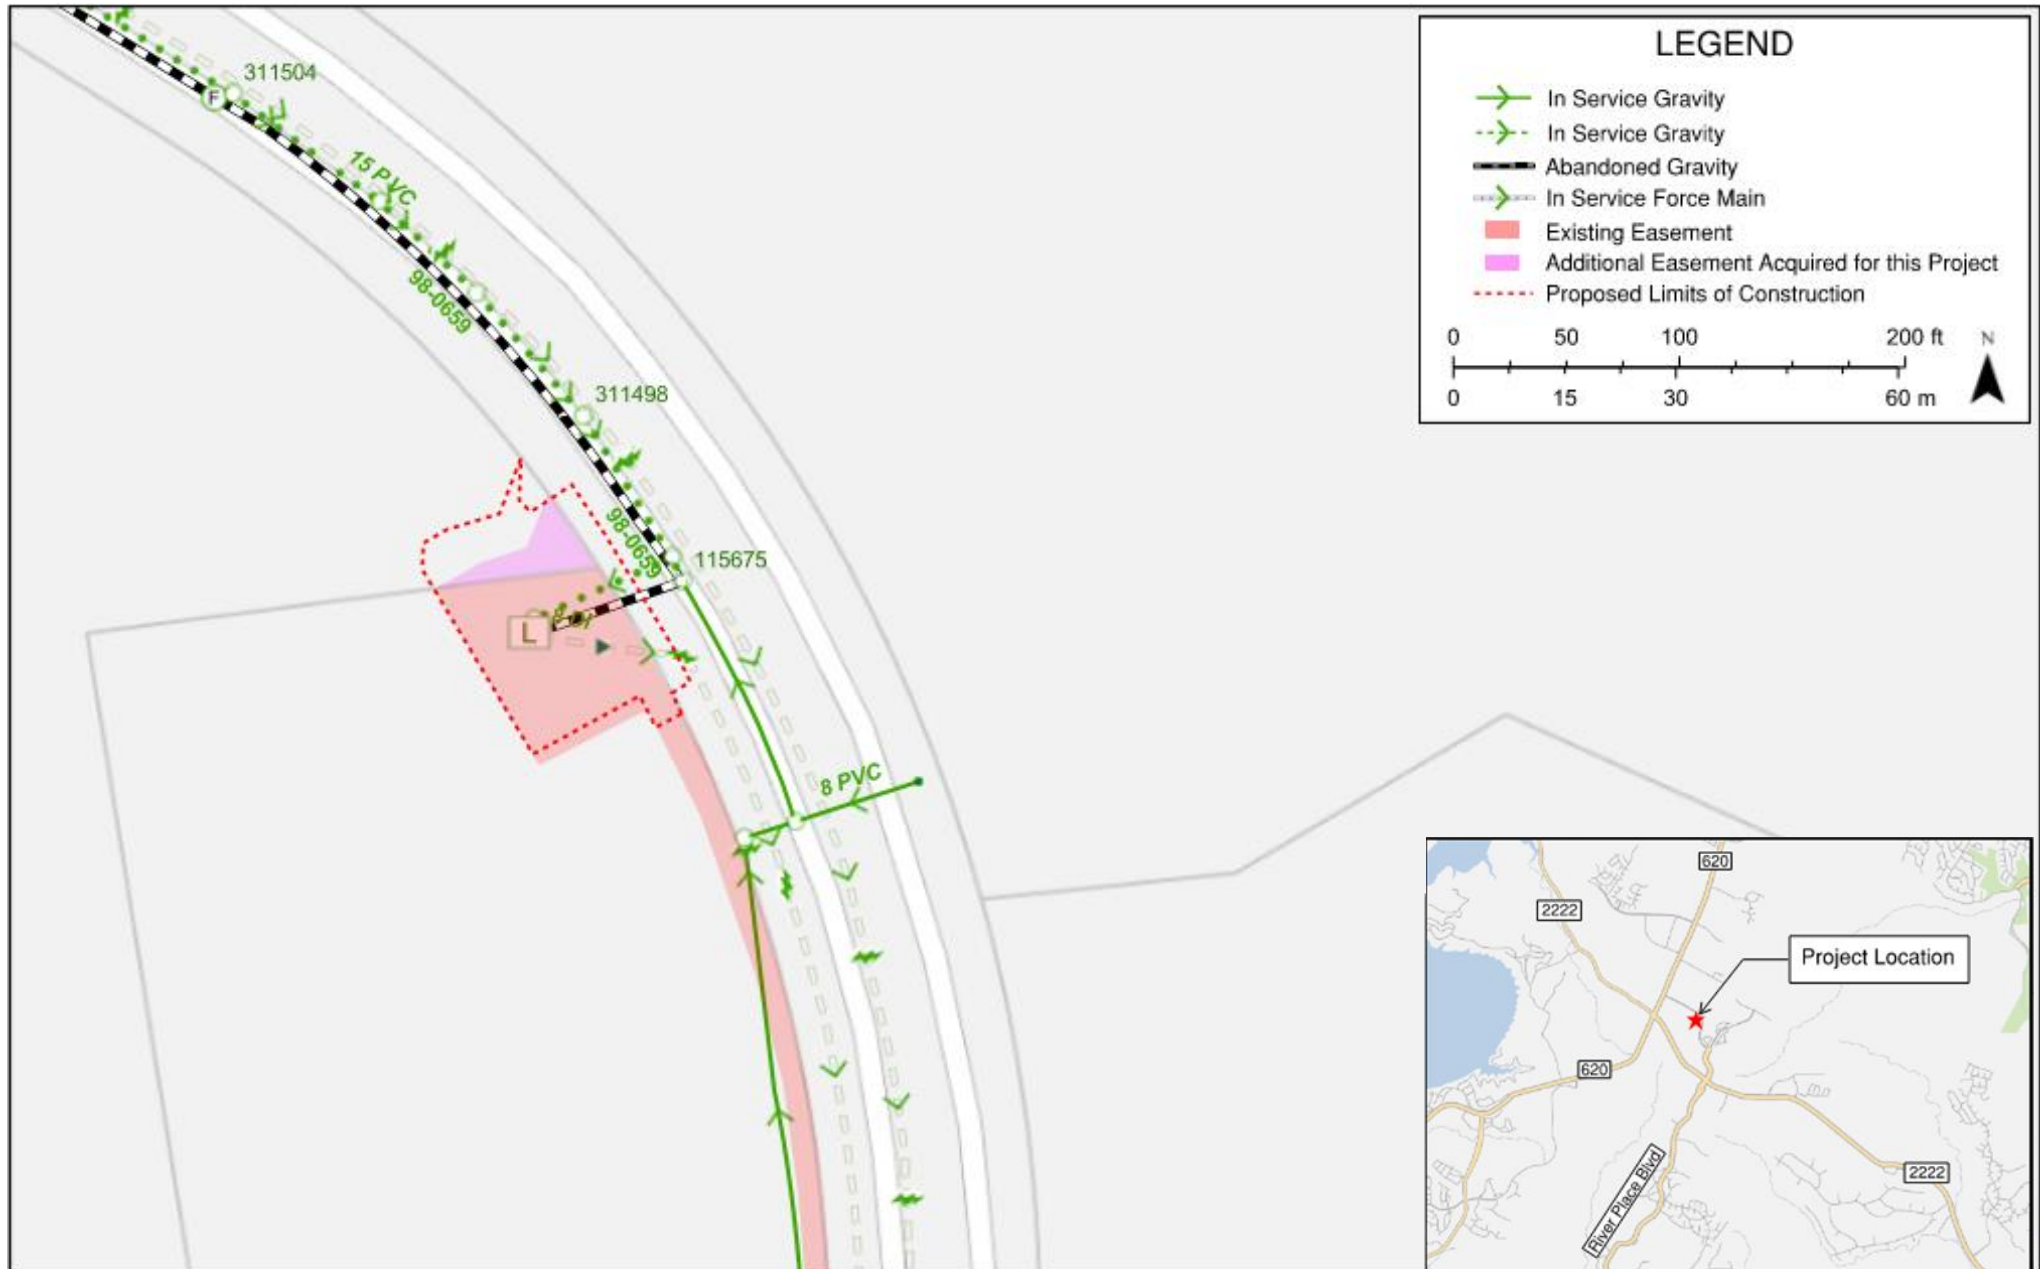 311504
F
15 PVC
98-0659
311498
98-0659
115675
L
8 PVC
LEGEND
In Service Gravity
In Service Gravity
Abandoned Gravity
In Service Force Main
Existing Easement
Additional Easement Acquired for this Project
Proposed Limits of Construction
0 50 100 200 ft N
0 15 30 60 m
620
2222
Project Location
620
2222
River Place Blvd